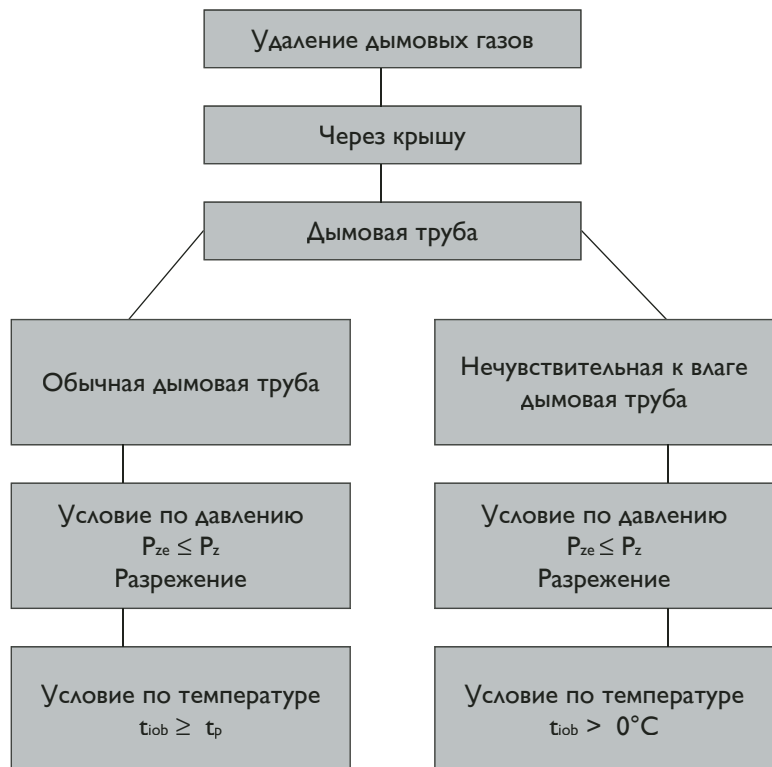 Удаление дымовых газов
Через крышу
Дымовая труба
Обычная дымовая труба
Нечувствительная к влаге
дымовая труба
Условие по давлению
Pze ≤ Pz
Разрежение
Условие по давлению
Pze ≤ Pz
Разрежение
Условие по температуре
tiob ≥ tp
Условие по температуре
tiob > 0°C